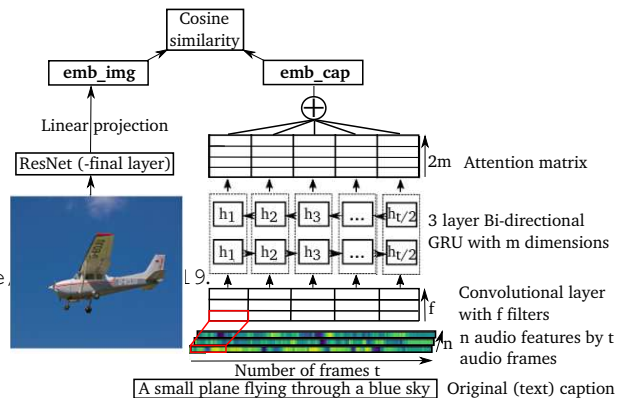 Cosine
similarity
emb_img
emb_cap
Linear projection
ResNet (-final layer)
2m
Attention matrix
h1 h2 h3 ... ht/2
h1 h2 h3 ... ht/2
3 layer Bi-directional
GRU with m dimensions
19.
f
Convolutional layer
with f filters
n
n audio features by t
audio frames
Number of frames t
A small plane flying through a blue sky
Original (text) caption